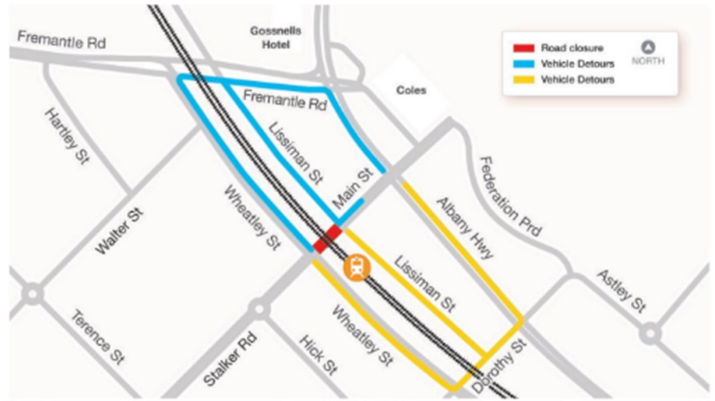 Fremantle Rd
Gossnells
Hotel
Road closure
Vehicle Detours
Vehicle Detours
NORTH
Coles
Fremantle Rd
Hartley St
Lissiman St
Main St
Federation Prd
Wheatley St
Albany Hwy
Walter St
Lissiman St
Astley St
Terence St
Wheatley St
Hick St
Stalker Rd
Dorothy St